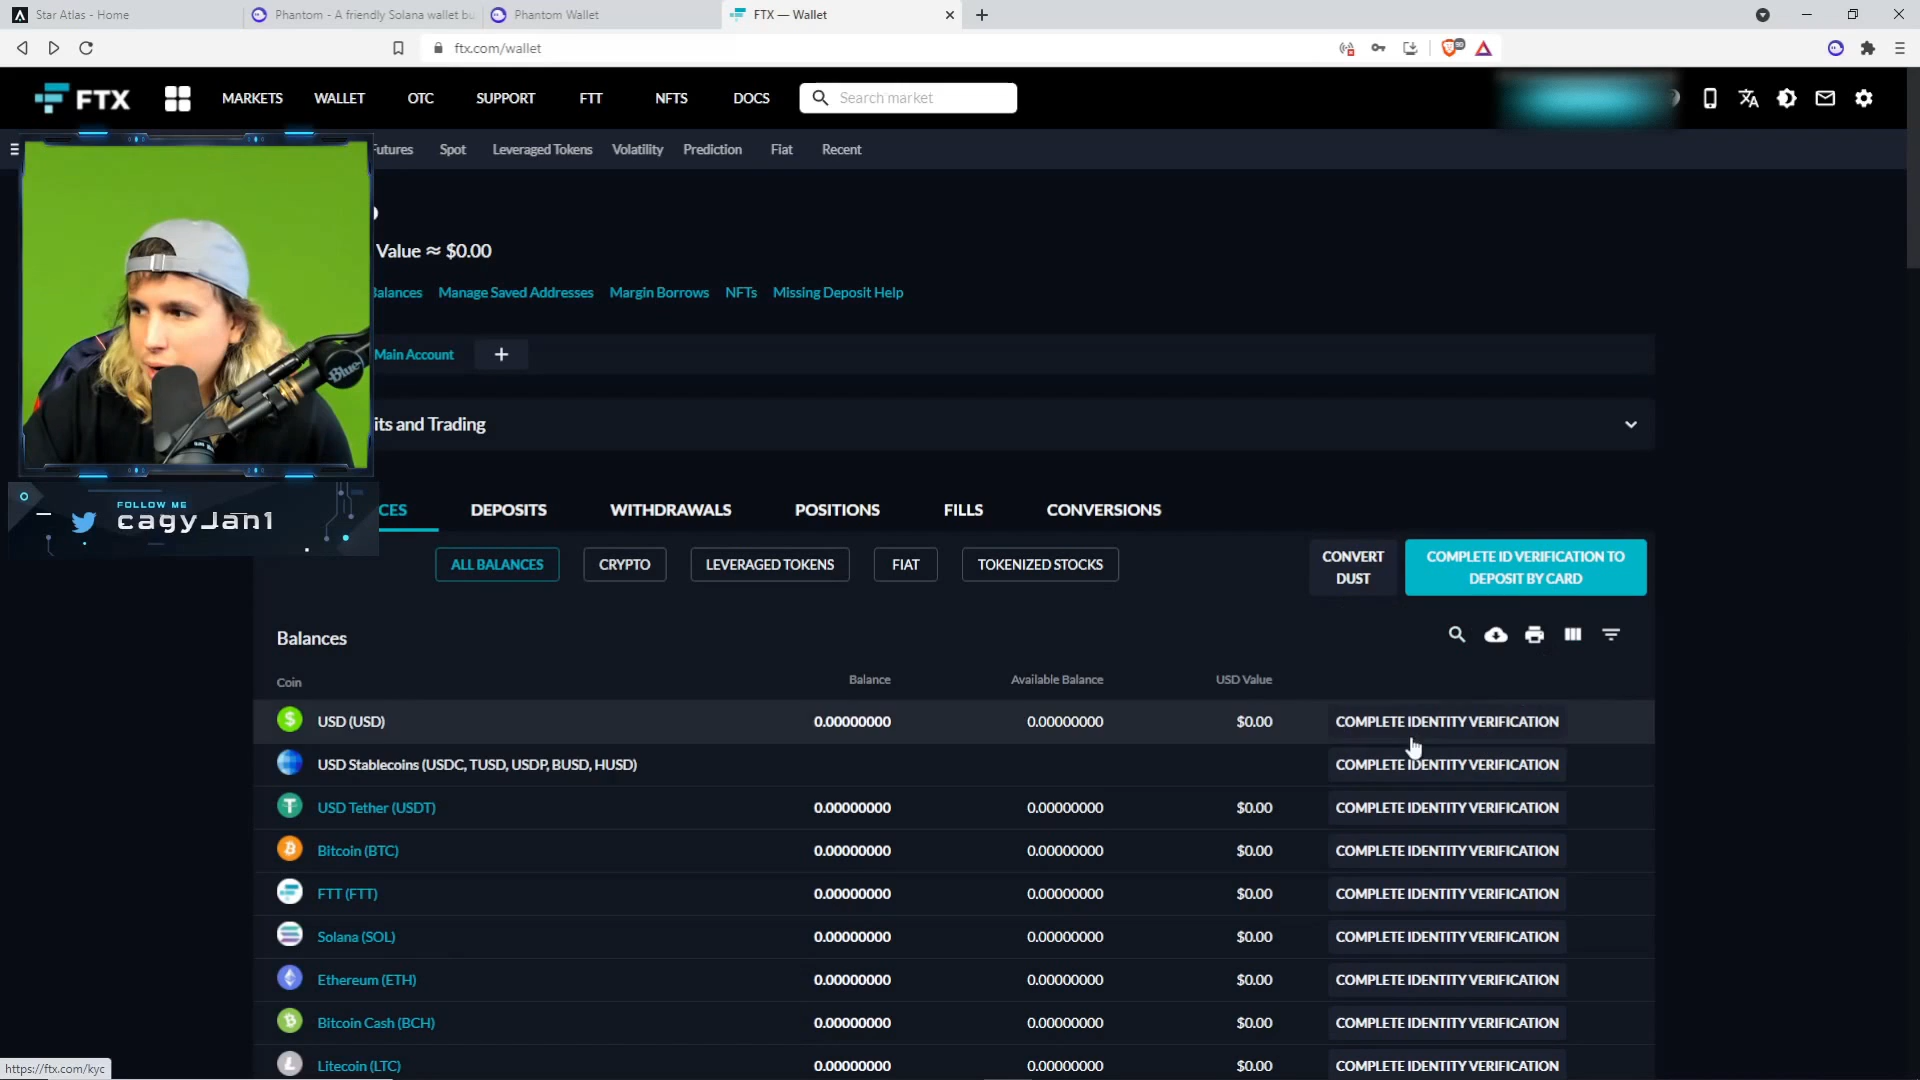 Star Atlas - Home
Phantom - A friendly Solana wallet bu
Phantom Wallet
FTX — Wallet
ftx.com/wallet
FTX
MARKETS WALLET OTC SUPPORT FTT NFTS DOCS Search market
Futures Spot Leveraged Tokens Volatility Prediction Fiat Recent
Value ≈ $0.00
Balances Manage Saved Addresses Margin Borrows NFTs Missing Deposit Help
Main Account +
its and Trading
Blue
FOLLOW ME
cagyJan1
CES DEPOSITS WITHDRAWALS POSITIONS FILLS CONVERSIONS
ALL BALANCES CRYPTO LEVERAGED TOKENS FIAT TOKENIZED STOCKS
CONVERT
DUST
COMPLETE ID VERIFICATION TO
DEPOSIT BY CARD
Balances
Coin Balance Available Balance USD Value
USD (USD) 0.00000000 0.00000000 $0.00 COMPLETE IDENTITY VERIFICATION
USD Stablecoins (USDC, TUSD, USDP, BUSD, HUSD) COMPLETE IDENTITY VERIFICATION
USD Tether (USDT) 0.00000000 0.00000000 $0.00 COMPLETE IDENTITY VERIFICATION
Bitcoin (BTC) 0.00000000 0.00000000 $0.00 COMPLETE IDENTITY VERIFICATION
FTT (FTT) 0.00000000 0.00000000 $0.00 COMPLETE IDENTITY VERIFICATION
Solana (SOL) 0.00000000 0.00000000 $0.00 COMPLETE IDENTITY VERIFICATION
Ethereum (ETH) 0.00000000 0.00000000 $0.00 COMPLETE IDENTITY VERIFICATION
Bitcoin Cash (BCH) 0.00000000 0.00000000 $0.00 COMPLETE IDENTITY VERIFICATION
Litecoin (LTC) 0.00000000 0.00000000 $0.00 COMPLETE IDENTITY VERIFICATION
https://ftx.com/kyc